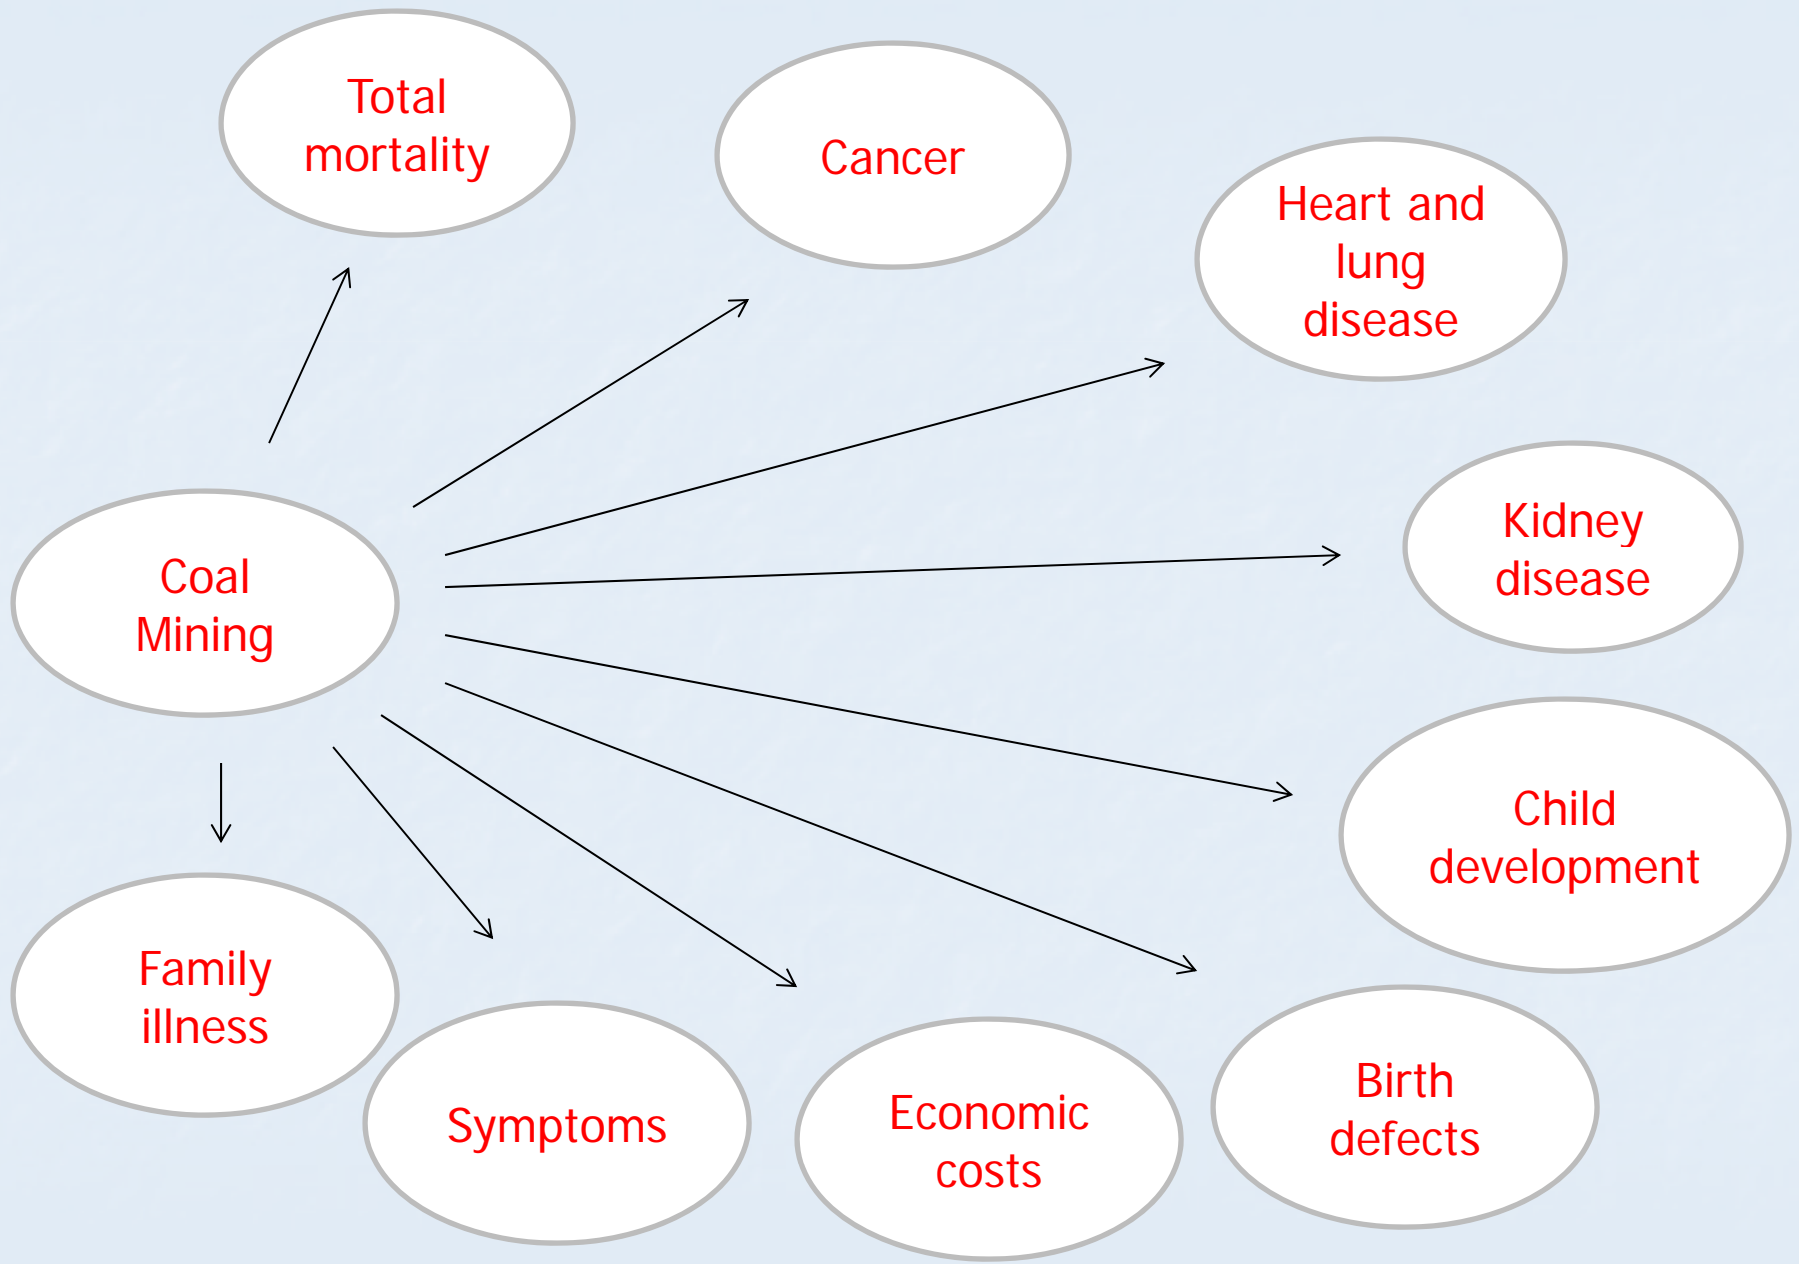 Total
mortality
Cancer
Heart and
lung
disease
Kidney
disease
Coal
Mining
Child
development
Family
illness
Symptoms
Economic
costs
Birth
defects